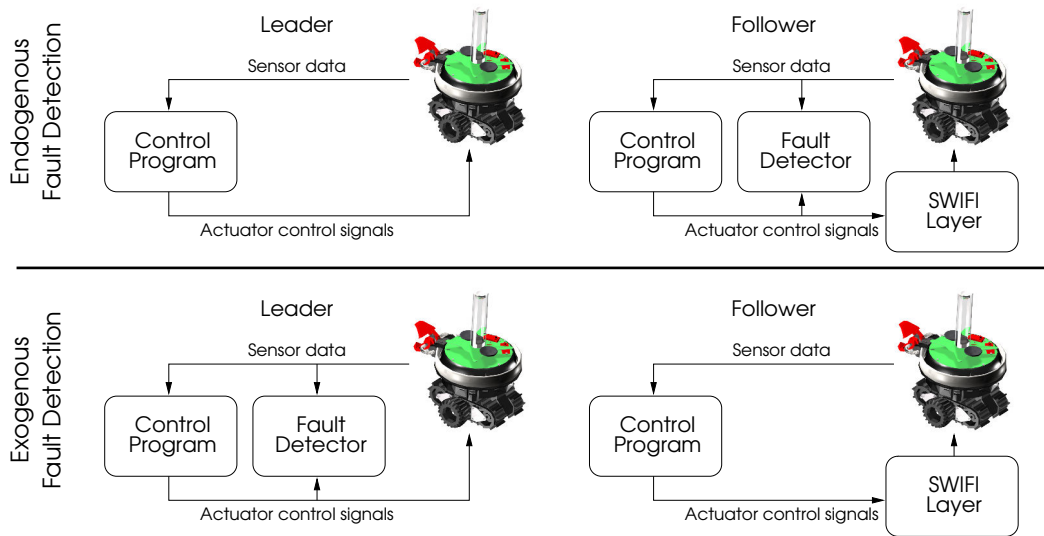 Endogenous
Fault Detection
Leader
Sensor data
Control
Program
Actuator control signals
Follower
Sensor data
Control
Program
Fault
Detector
Actuator control signals
SWIFI
Layer
Exogenous
Fault Detection
Leader
Sensor data
Control
Program
Fault
Detector
Actuator control signals
Follower
Sensor data
Control
Program
Actuator control signals
SWIFI
Layer